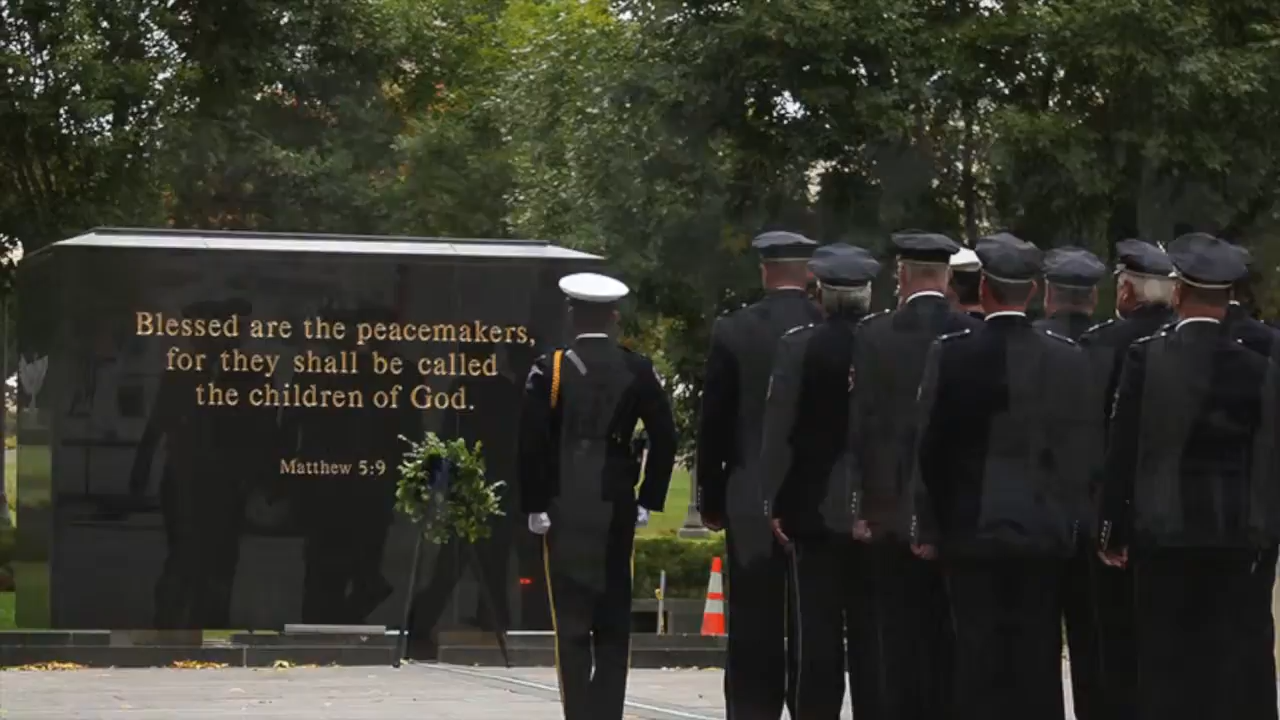 Blessed are the peacemakers,
for they shall be called
the children of God.
Matthew 5:9